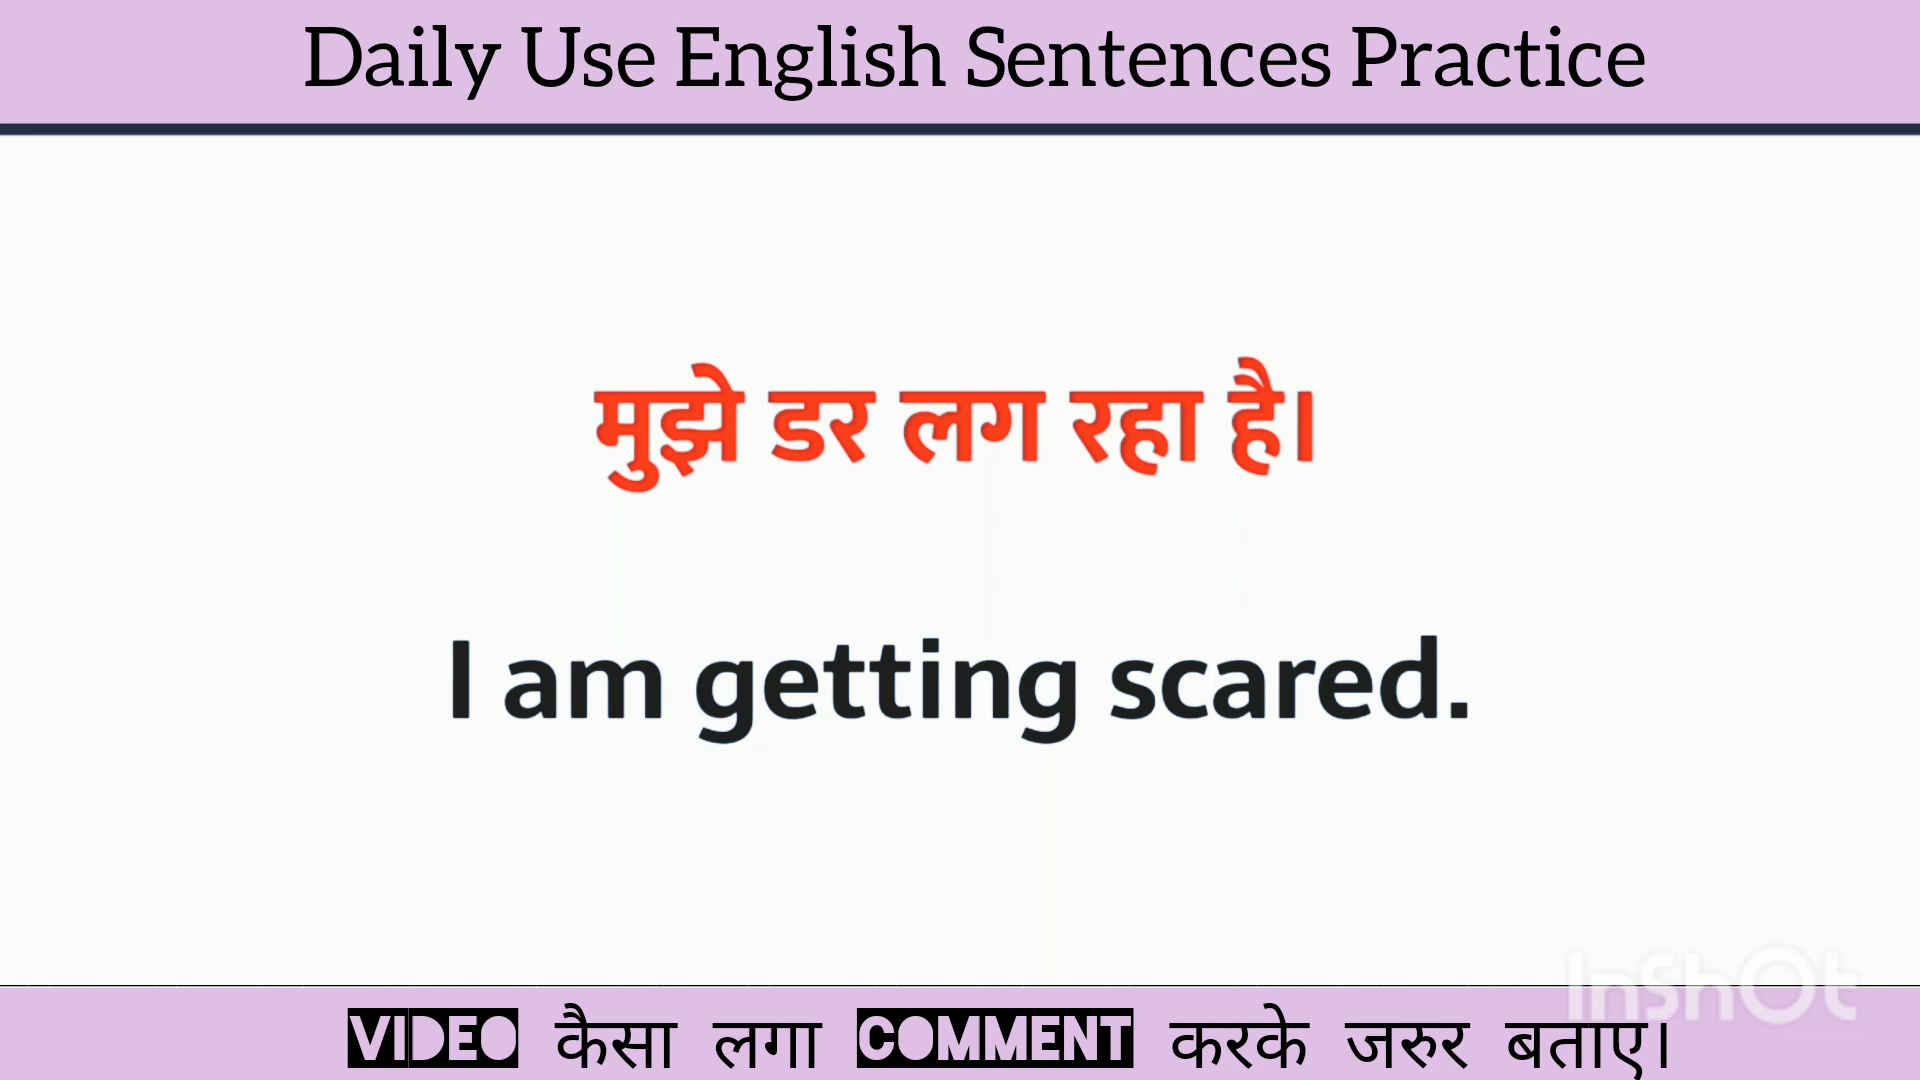 Daily Use English Sentences Practice
मुझे डर लग रहा है।
I am getting scared.
InShOt
VIDEO कैसा लगा COMMENT करके जरुर बताए।